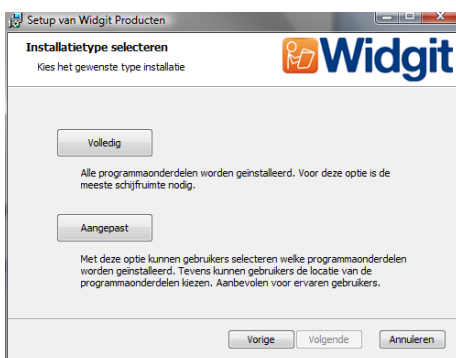 Setup van Widgit Producten
Installatietype selecteren
Kies het gewenste type installatie
Widgit
Volledig
Alle programmaonderdelen worden geïnstalleerd. Voor deze optie is de
meeste schijfruimte nodig.
Aangepast
Met deze optie kunnen gebruikers selecteren welke programmaonderdelen
worden geïnstalleerd. Tevens kunnen gebruikers de locatie van de
programmaonderdelen kiezen. Aanbevolen voor ervaren gebruikers.
Vorige
Volgende
Annuleren